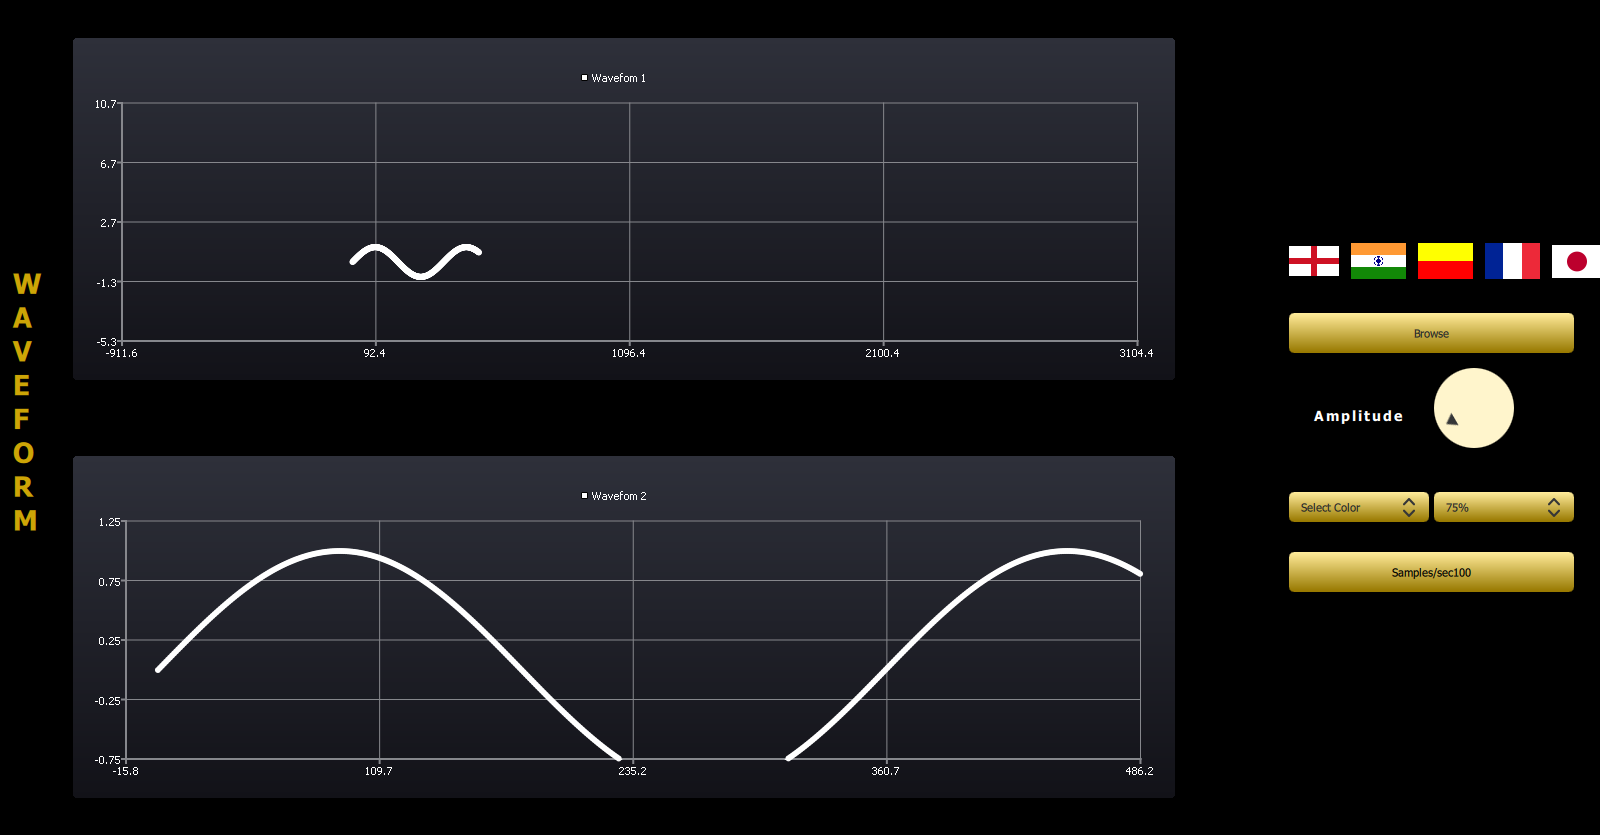 W
A
V
E
F
O
R
M
Wavefom 1
10.7
6.7
2.7
-1.3
-5.3
-911.6 92.4 1096.4 2100.4 3104.4
Wavefom 2
1.25
0.75
0.25
-0.25
-0.75
-15.8 109.7 235.2 360.7 486.2
Browse
Amplitude
Select Color 75%
Samples/sec100